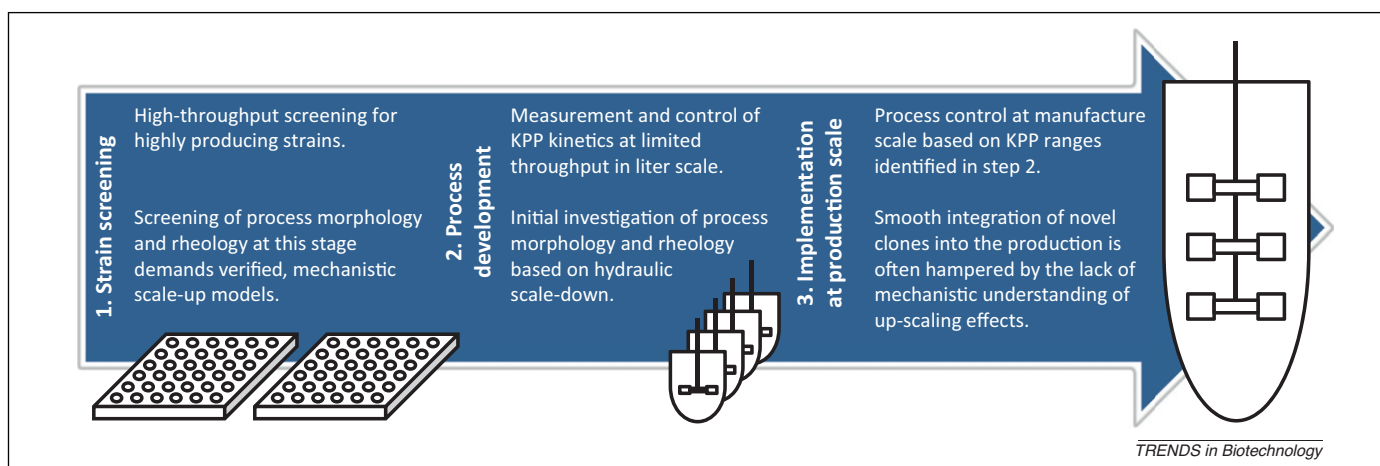 1. Strain screening
High-throughput screening for
highly producing strains.
Screening of process morphology
and rheology at this stage
demands verified, mechanistic
scale-up models.
2. Process
development
Measurement and control of
KPP kinetics at limited
throughput in liter scale.
Initial investigation of process
morphology and rheology
based on hydraulic
scale-down.
3. Implementation
at production scale
Process control at manufacture
scale based on KPP ranges
identified in step 2.
Smooth integration of novel
clones into the production is
often hampered by the lack of
mechanistic understanding of
up-scaling effects.
TRENDS in Biotechnology